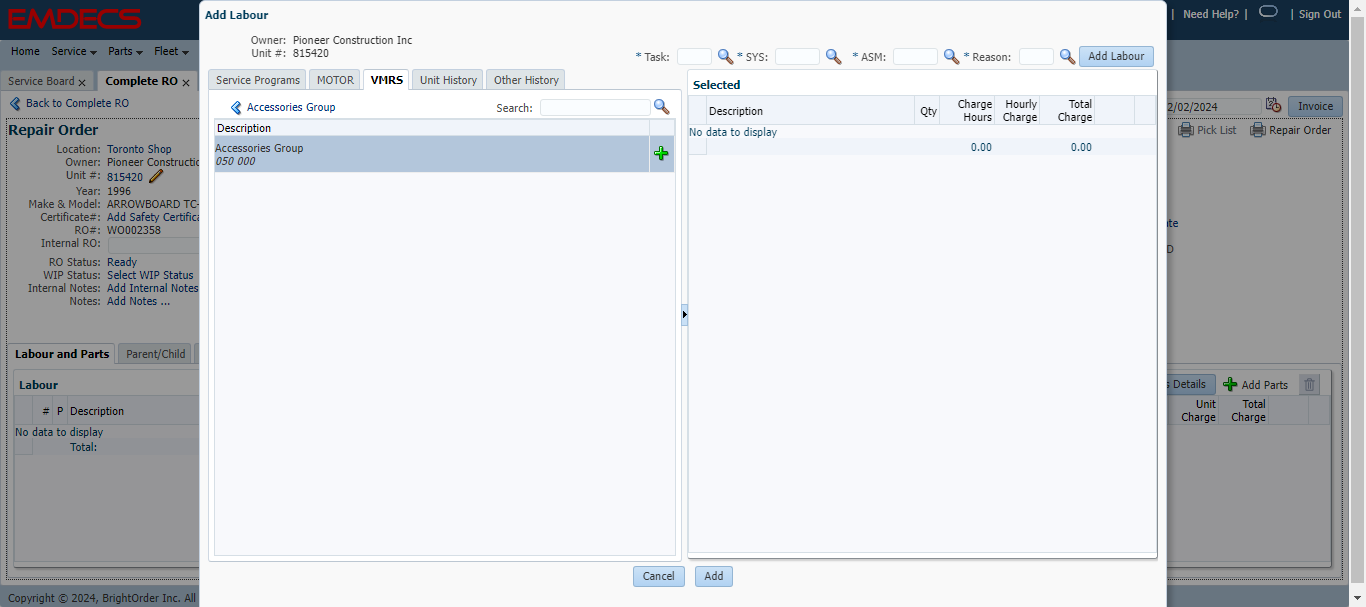 EMDECS
| Need Help? | | Sign Out
Home Service Parts Fleet
Service Board x Complete RO x
Back to Complete RO
2/02/2024 Invoice
Repair Order
Pick List Repair Order
Location: Toronto Shop
Owner: Pioneer Constructio
Unit #: 815420
Year: 1996
Make & Model: ARROWBOARD TC-
Certificate#: Add Safety Certifica
RO#: WO002358
Internal RO:
RO Status: Ready
WIP Status: Select WIP Status
Internal Notes: Add Internal Notes
Notes: Add Notes ...
Labour and Parts Parent/Child
Labour
# P Description
No data to display
Total:
Add Labour
Owner: Pioneer Construction Inc
Unit #: 815420
* Task: * SYS: * ASM: * Reason: Add Labour
Service Programs MOTOR VMRS Unit History Other History
Accessories Group Search:
Description
Accessories Group
050 000
Selected
Description Qty Charge Hours Hourly Charge Total Charge
No data to display
0.00 0.00
Cancel Add
te
D
s Details Add Parts
Unit Charge Total Charge
Copyright © 2024, BrightOrder Inc. All